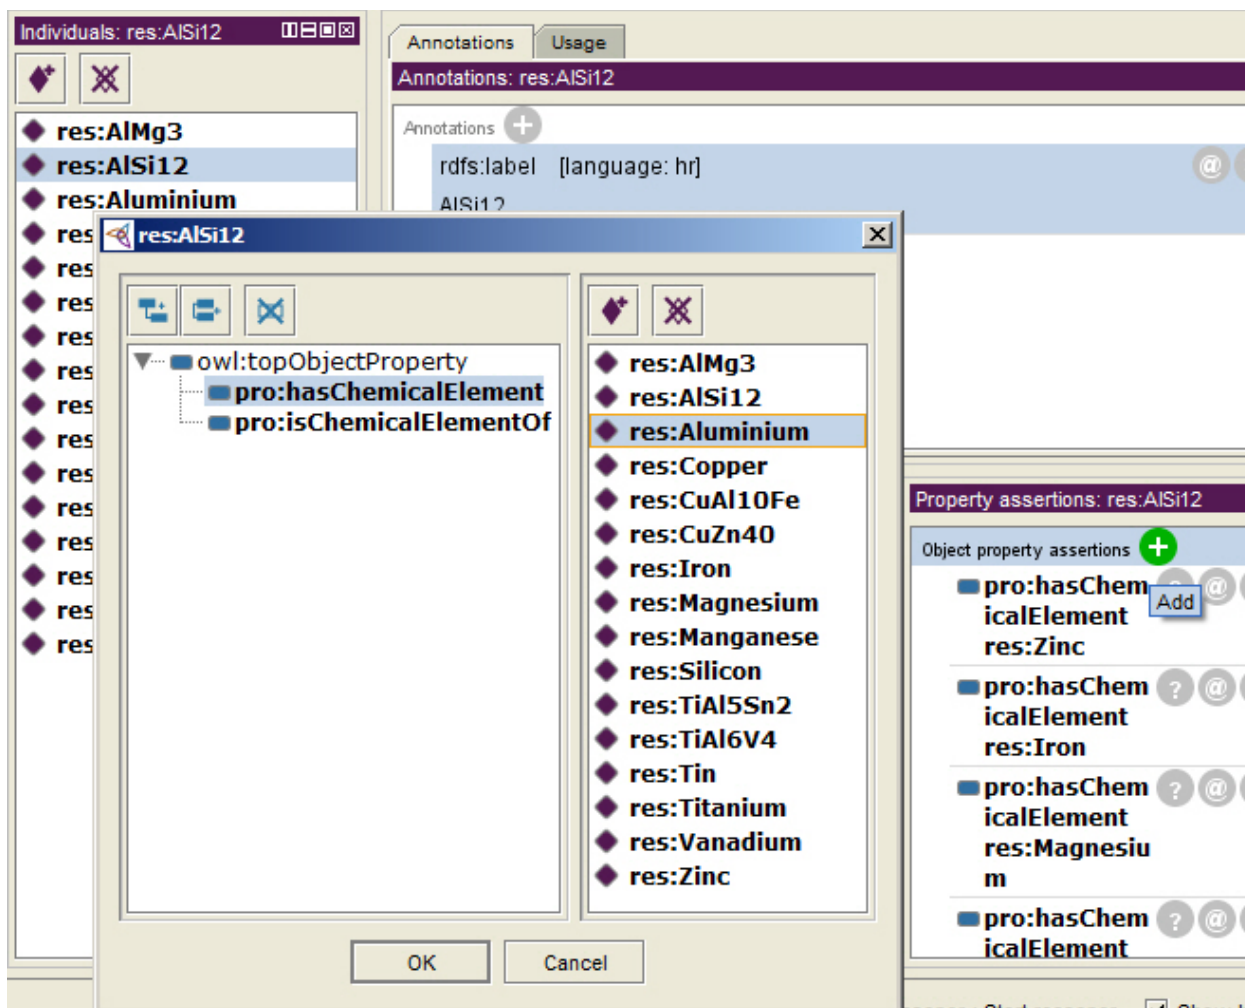 Individuals: res:AlSi12
res:AlMg3
res:AlSi12
res:Aluminium
res
res
res
res
res
res
res
res
res
res
res
res
res
Annotations
Usage
Annotations: res:AlSi12
Annotations
rdfs:label [language: hr]
AlSi12
res:AlSi12
owl:topObjectProperty
pro:hasChemicalElement
pro:isChemicalElementOf
res:AlMg3
res:AlSi12
res:Aluminium
res:Copper
res:CuAl10Fe
res:CuZn40
res:Iron
res:Magnesium
res:Manganese
res:Silicon
res:TiAl5Sn2
res:TiAl6V4
res:Tin
res:Titanium
res:Vanadium
res:Zinc
OK
Cancel
Property assertions: res:AlSi12
Object property assertions
pro:hasChem
icalElement
res:Zinc
Add
pro:hasChem
icalElement
res:Iron
pro:hasChem
icalElement
res:Magnesiu
m
pro:hasChem
icalElement